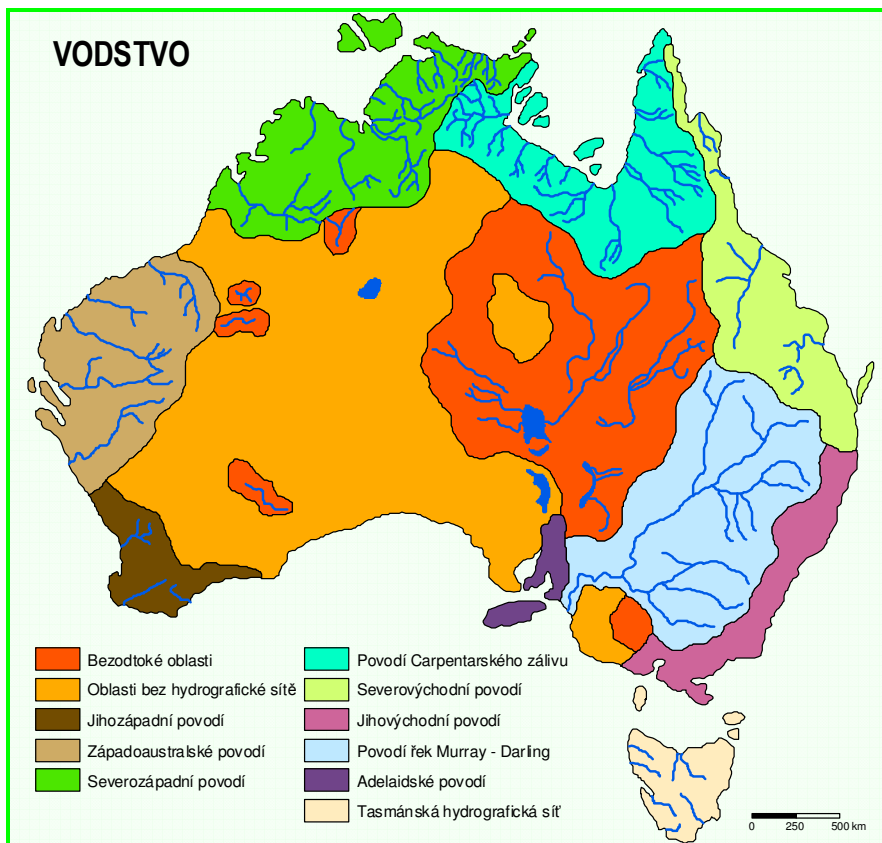 VODSTVO
Bezodtoké oblasti
Oblasti bez hydrografické sítě
Jihozápadní povodí
Západoaustralské povodí
Severozápadní povodí
Povodí Carpentarského zálivu
Severovýchodní povodí
Jihovýchodní povodí
Povodí řek Murray - Darling
Adelaidské povodí
Tasmánská hydrografická síť
0 250 500 km